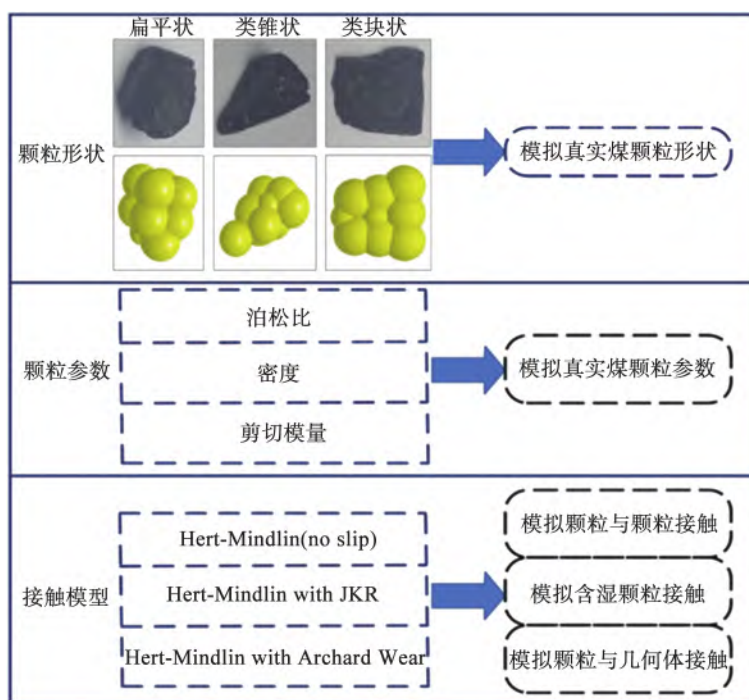 扁平状 类锥状 类块状
颗粒形状
模拟真实煤颗粒形状
泊松比
颗粒参数
密度
模拟真实煤颗粒参数
剪切模量
接触模型
Hert-Mindlin(no slip)
模拟颗粒与颗粒接触
Hert-Mindlin with JKR
模拟含湿颗粒接触
Hert-Mindlin with Archard Wear
模拟颗粒与几何体接触